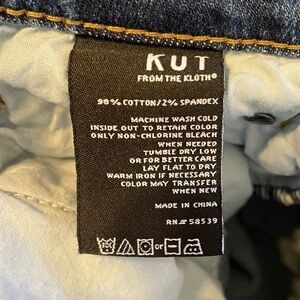 KUT
FROM THE KLOTH®
98% COTTON/2% SPANDEX
MACHINE WASH COLD
INSIDE OUT TO RETAIN COLOR
ONLY NON-CHLORINE BLEACH
WHEN NEEDED
TUMBLE DRY LOW
OR FOR BETTER CARE
LAY FLAT TO DRY
WARM IRON IF NECESSARY
COLOR MAY TRANSFER
WHEN NEW
MADE IN CHINA
RN# 58539
or